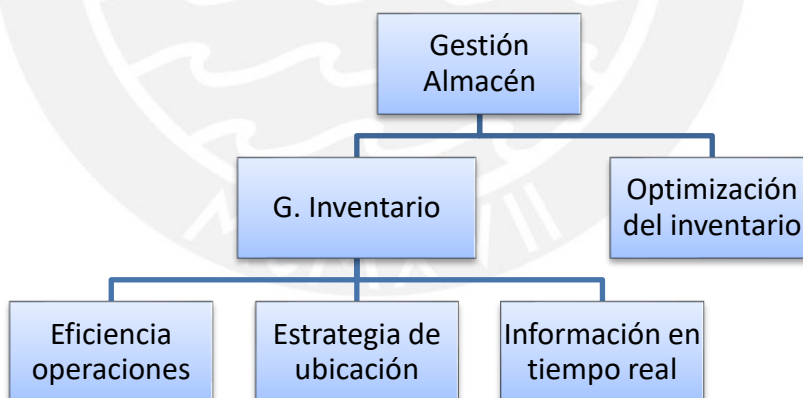 Gestión
Almacén
G. Inventario
Optimización
del inventario
Eficiencia
operaciones
Estrategia de
ubicación
Información en
tiempo real